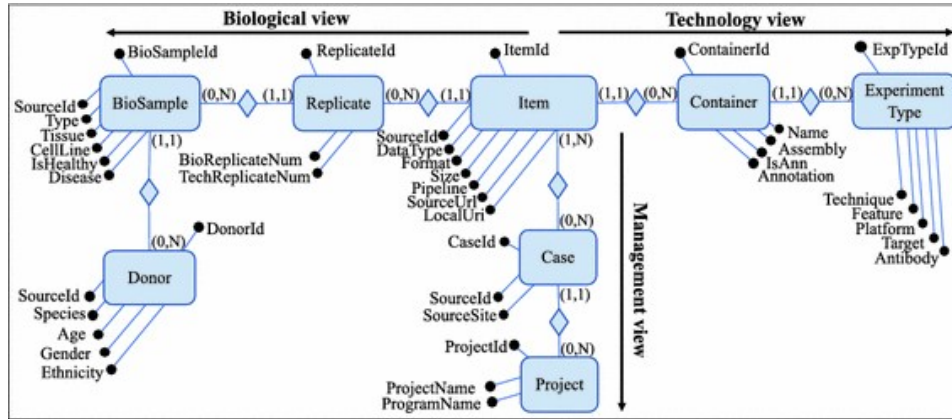 Biological view
Technology view
BioSampleId
ReplicateId
ItemId
ContainerId
ExpTypeId
BioSample
(0,N)
(1,1)
Replicate
(0,N)
(1,1)
Item
(1,1)
(0,N)
Container
(1,1)
(0,N)
Experiment
Type
SourceId
Type
Tissue
CellLine
IsHealthy
Disease
(1,1)
BioReplicateNum
TechReplicateNum
SourceId
DataType
Format
Size
Pipeline
SourceUrl
LocalUri
(1,N)
Name
Assembly
IsAnn
Annotation
Technique
Feature
Platform
Target
Antibody
Management view
(0,N)
DonorId
Donor
SourceId
Species
Age
Gender
Ethnicity
(0,N)
CaseId
Case
SourceId
SourceSite
(1,1)
ProjectId
(0,N)
Project
ProjectName
ProgramName